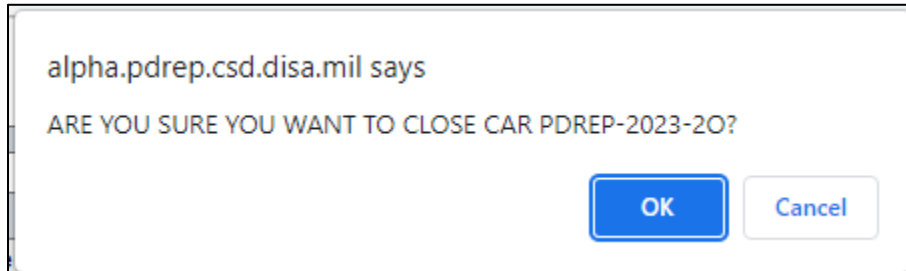 alpha.pdrep.csd.disa.mil says
ARE YOU SURE YOU WANT TO CLOSE CAR PDREP-2023-2O?
OK
Cancel